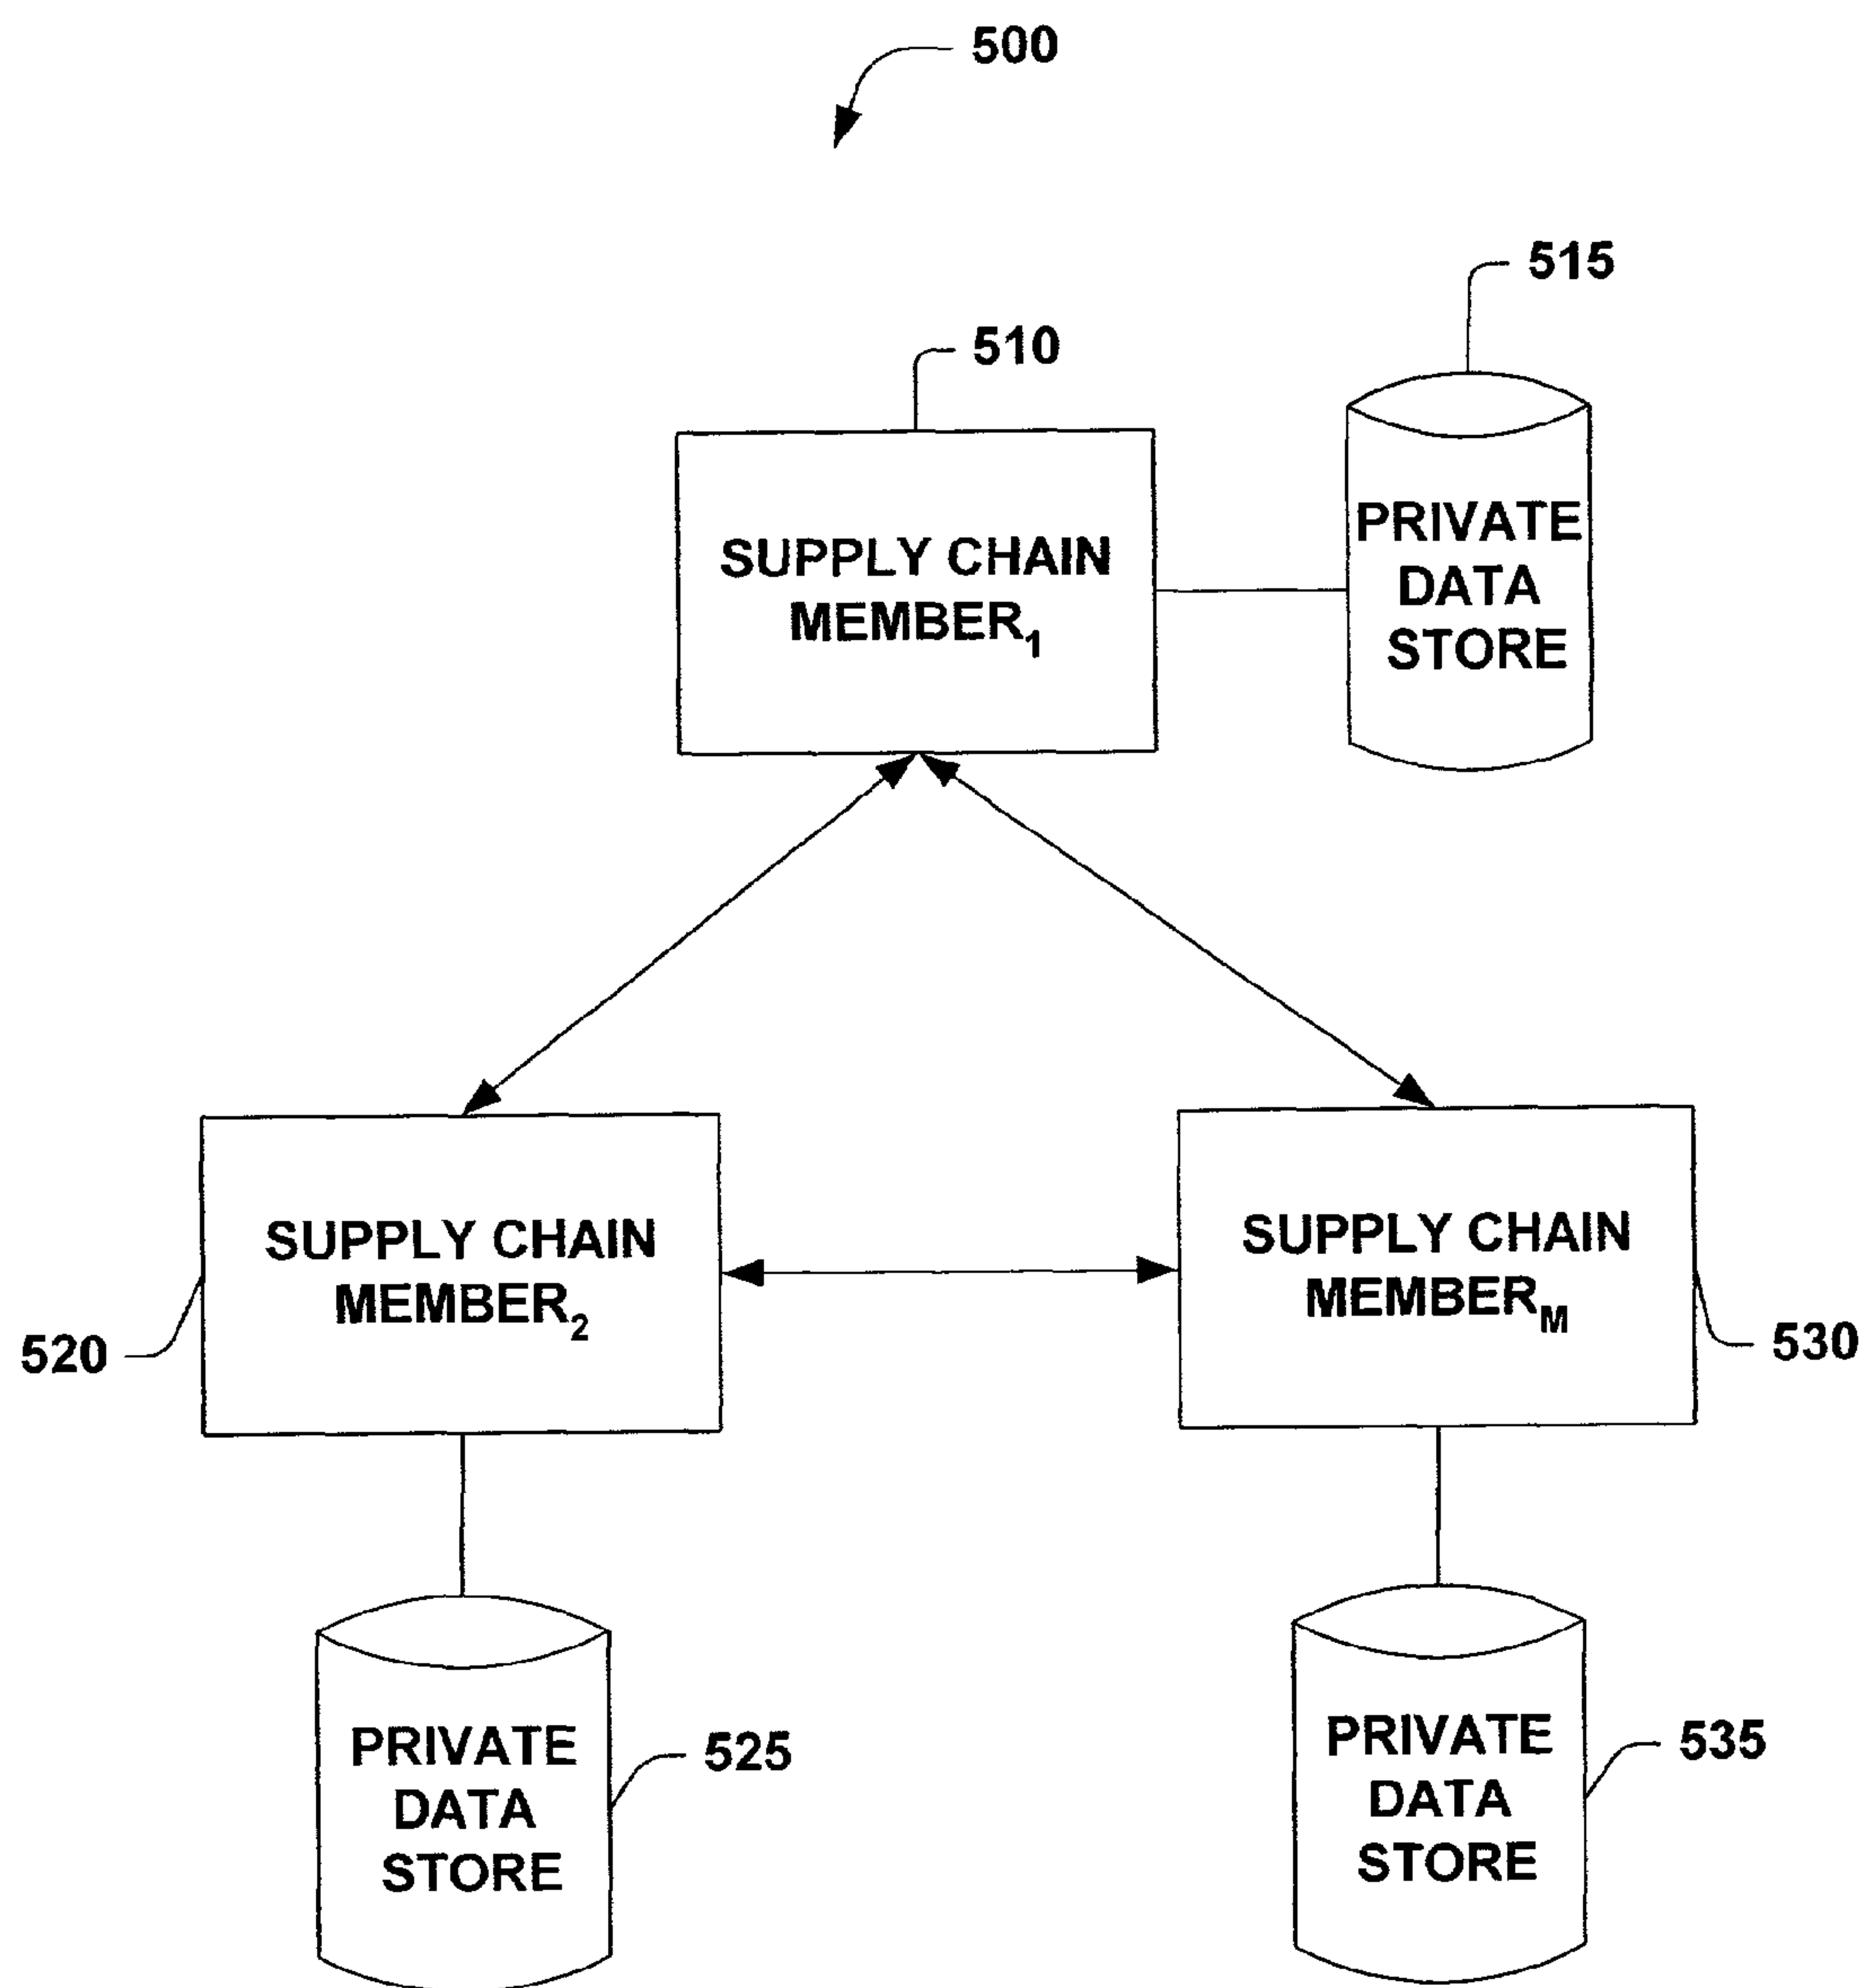 500
515
510
SUPPLY CHAIN
MEMBER₁
PRIVATE
DATA
STORE
SUPPLY CHAIN
MEMBER₂
520
SUPPLY CHAIN
MEMBER_M
530
PRIVATE
DATA
STORE
525
PRIVATE
DATA
STORE
535